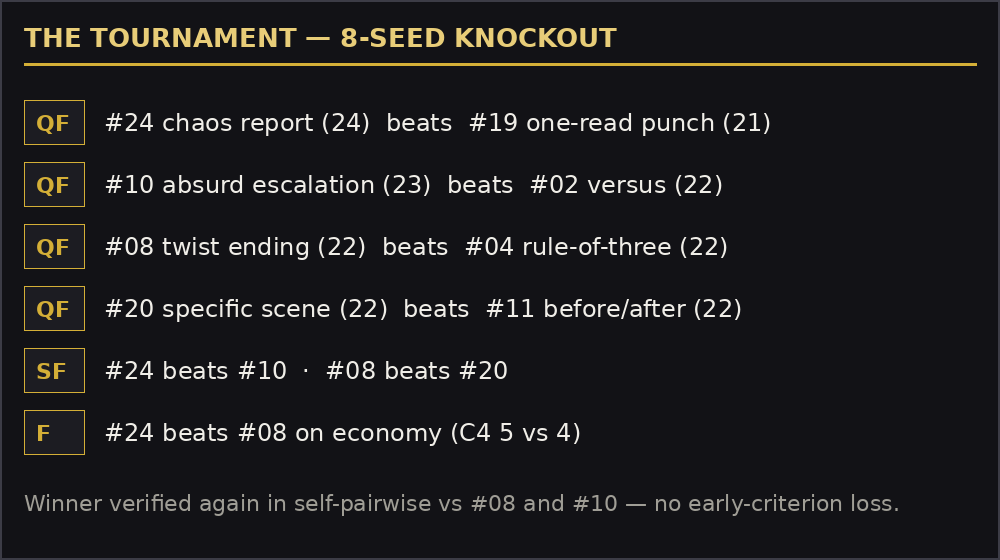 THE TOURNAMENT — 8-SEED KNOCKOUT
QF #24 chaos report (24) beats #19 one-read punch (21)
QF #10 absurd escalation (23) beats #02 versus (22)
QF #08 twist ending (22) beats #04 rule-of-three (22)
QF #20 specific scene (22) beats #11 before/after (22)
SF #24 beats #10 · #08 beats #20
F #24 beats #08 on economy (C4 5 vs 4)
Winner verified again in self-pairwise vs #08 and #10 — no early-criterion loss.